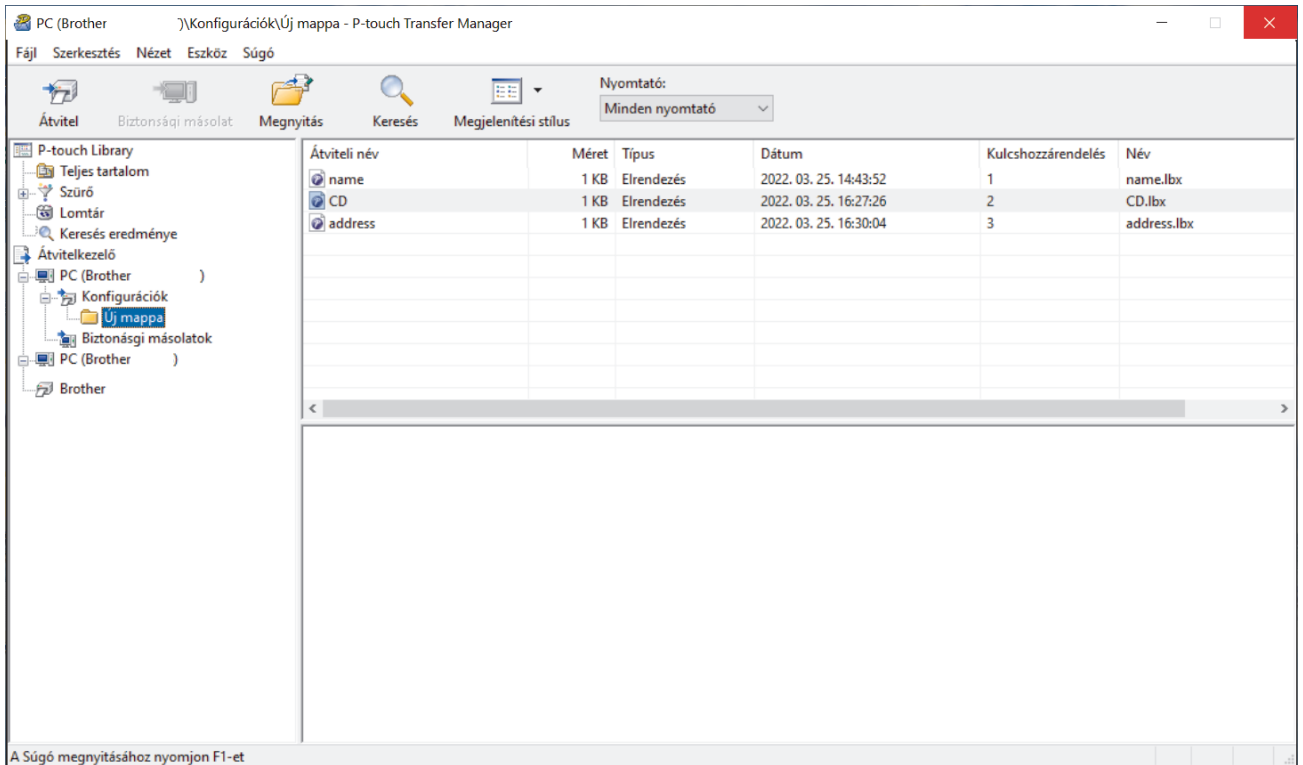 PC (Brother )\Konfigurációk\Új mappa - P-touch Transfer Manager
Fájl Szerkesztés Nézet Eszköz Súgó
Átvitel Biztonsági másolat Megnyitás Keresés Megjelenítési stílus
Nyomtató:
Minden nyomtató
P-touch Library
Teljes tartalom
Szürő
Lomtár
Keresés eredménye
Átvitelkezelő
PC (Brother )
Konfigurációk
Új mappa
Biztonásgi másolatok
PC (Brother )
Brother
Átviteli név Méret Típus Dátum Kulcshozzárendelés Név
name 1 KB Elrendezés 2022. 03. 25. 14:43:52 1 name.lbx
CD 1 KB Elrendezés 2022. 03. 25. 16:27:26 2 CD.lbx
address 1 KB Elrendezés 2022. 03. 25. 16:30:04 3 address.lbx
A Súgó megnyitásához nyomjon F1-et